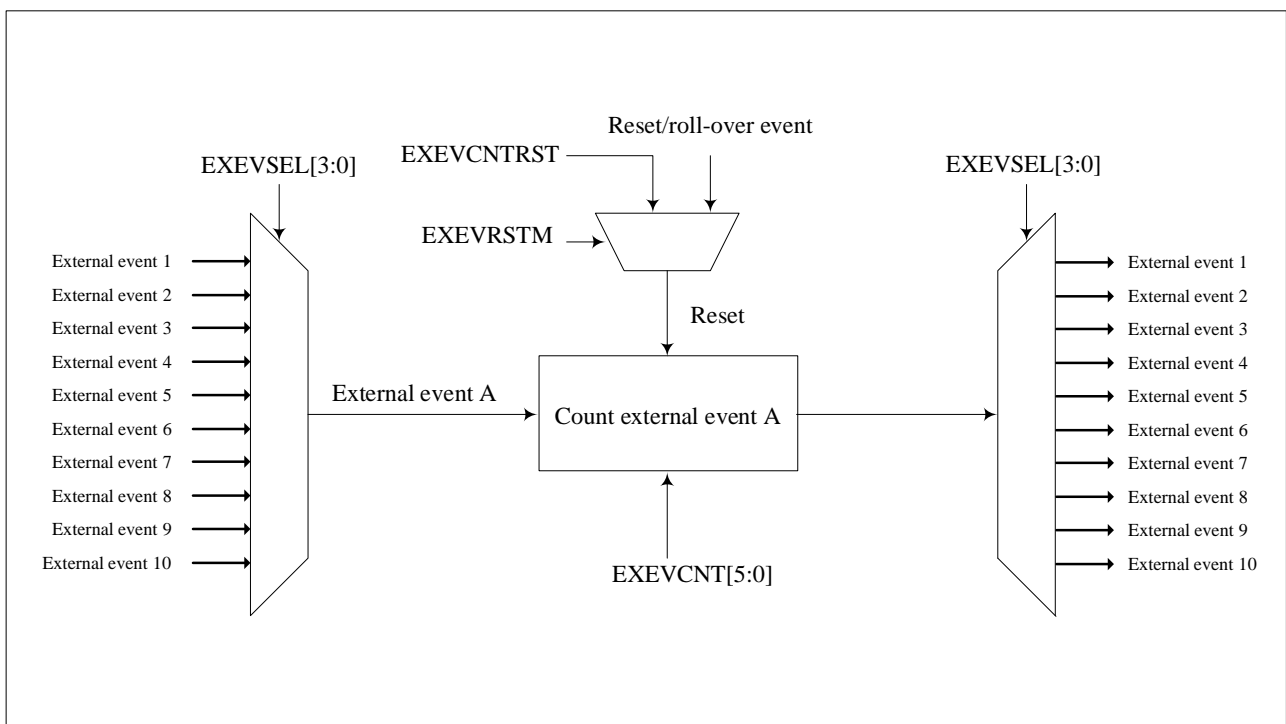 Reset/roll-over event
EXEVCNTRST
EXEVSEL[3:0]
EXEVSEL[3:0]
EXEVRSTM
External event 1
External event 2
External event 3
External event 4
External event 5
External event 6
External event 7
External event 8
External event 9
External event 10
Reset
External event A
Count external event A
EXEVCNT[5:0]
External event 1
External event 2
External event 3
External event 4
External event 5
External event 6
External event 7
External event 8
External event 9
External event 10